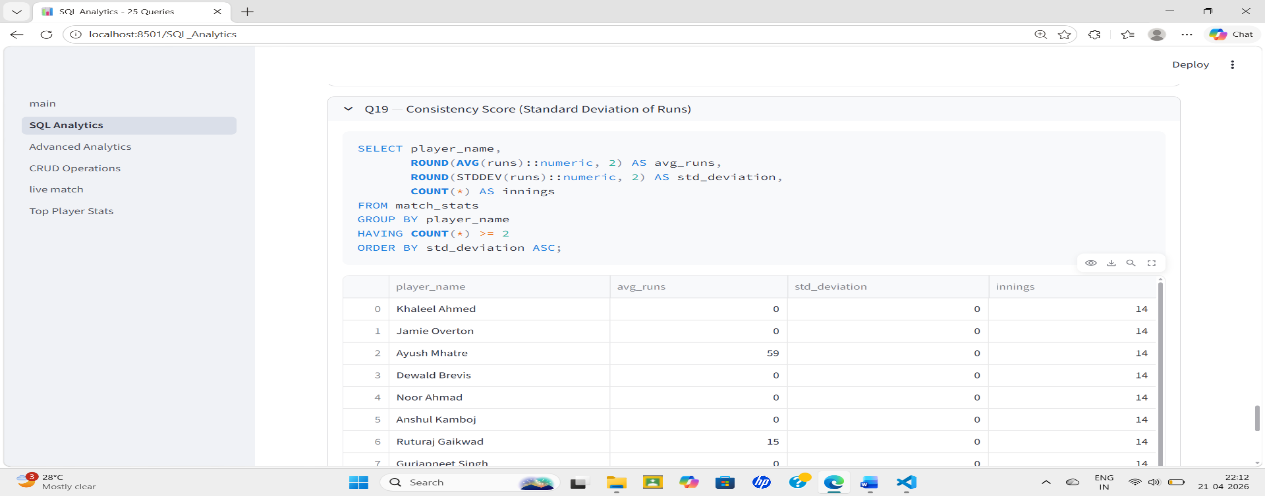 SQL Analytics - 25 Queries
localhost:8501/SQL_Analytics
Chat
Deploy
main
SQL Analytics
Advanced Analytics
CRUD Operations
live match
Top Player Stats
Q19 — Consistency Score (Standard Deviation of Runs)
SELECT player_name,
ROUND(AVG(runs)::numeric, 2) AS avg_runs,
ROUND(STDDEV(runs)::numeric, 2) AS std_deviation,
COUNT(*) AS innings
FROM match_stats
GROUP BY player_name
HAVING COUNT(*) >= 2
ORDER BY std_deviation ASC;
player_name avg_runs std_deviation innings
0 Khaleel Ahmed 0 0 14
1 Jamie Overton 0 0 14
2 Ayush Mhatre 59 0 14
3 Dewald Brevis 0 0 14
4 Noor Ahmad 0 0 14
5 Anshul Kamboj 0 0 14
6 Ruturaj Gaikwad 15 0 14
7 Gurjapneet Singh 0 0 14
3 28°C
Mostly clear
Search
hp
ENG
IN
22:12
21-04-2026